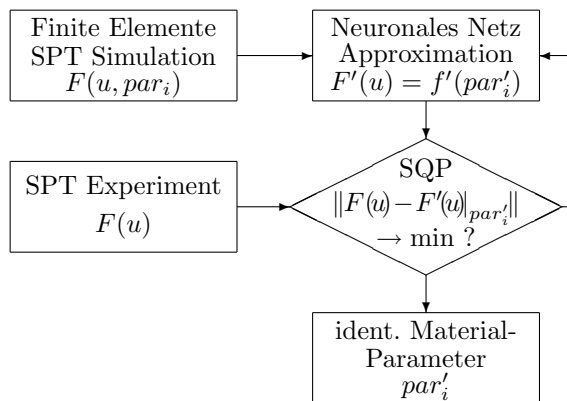 Finite Elemente
SPT Simulation
F(u, par_i)
Neuronales Netz
Approximation
F'(u) = f'(par'_i)
SPT Experiment
F(u)
SQP
‖F(u) − F'(u)|_{par'_i}‖
→ min ?
ident. Material-
Parameter
par'_i